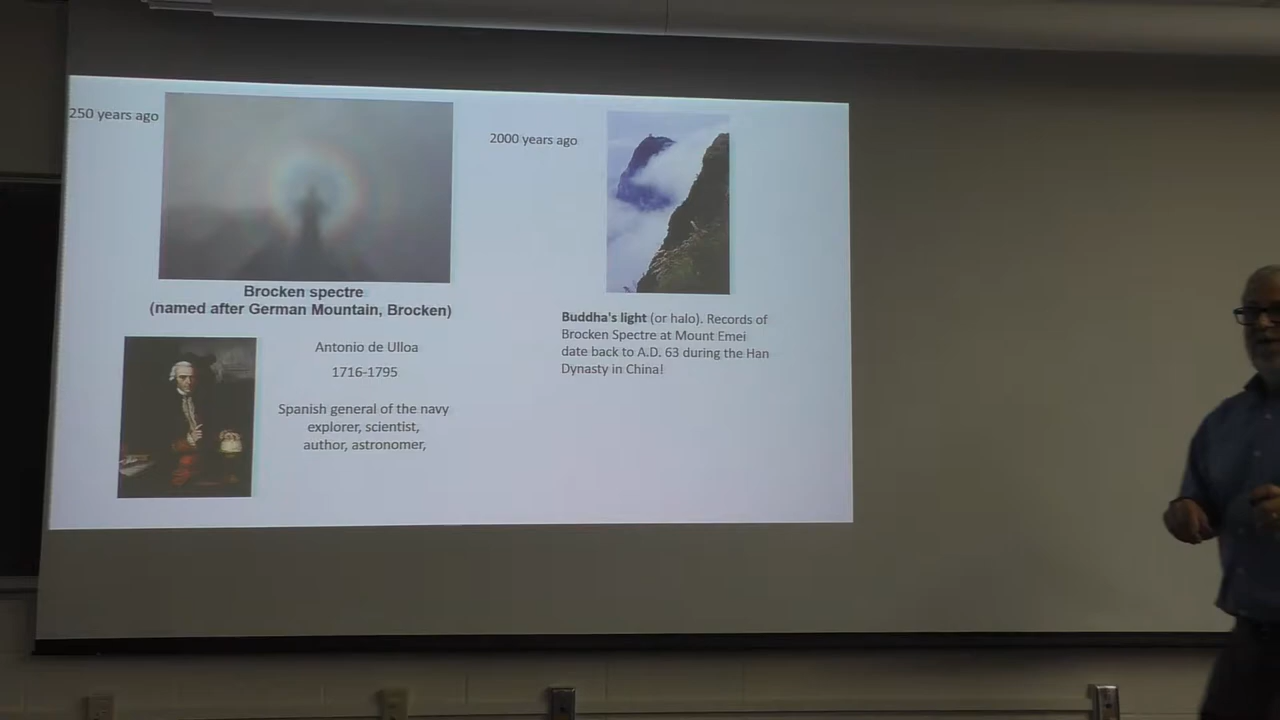 250 years ago
Brocken spectre
(named after German Mountain, Brocken)
Antonio de Ulloa
1716-1795
Spanish general of the navy
explorer, scientist,
author, astronomer,
2000 years ago
Buddha's light (or halo). Records of
Brocken Spectre at Mount Emei
date back to A.D. 63 during the Han
Dynasty in China!